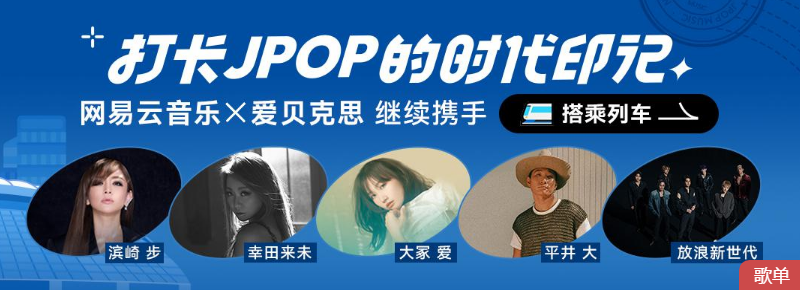 打卡JPOP的时代印记
网易云音乐×爱贝克思 继续携手 搭乘列车
滨崎 步 幸田来未 大冢 爱 平井 大 放浪新世代
歌单